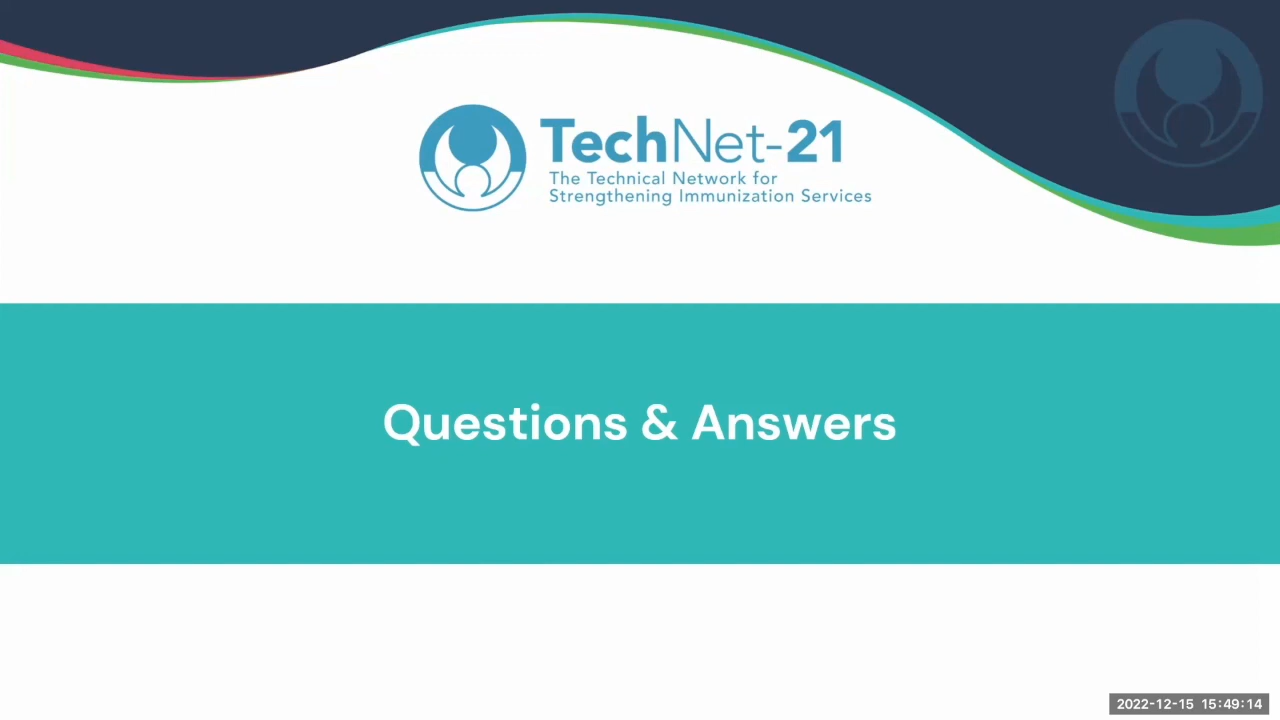 TechNet-21
The Technical Network for
Strengthening Immunization Services
Questions & Answers
2022-12-15 15:49:14